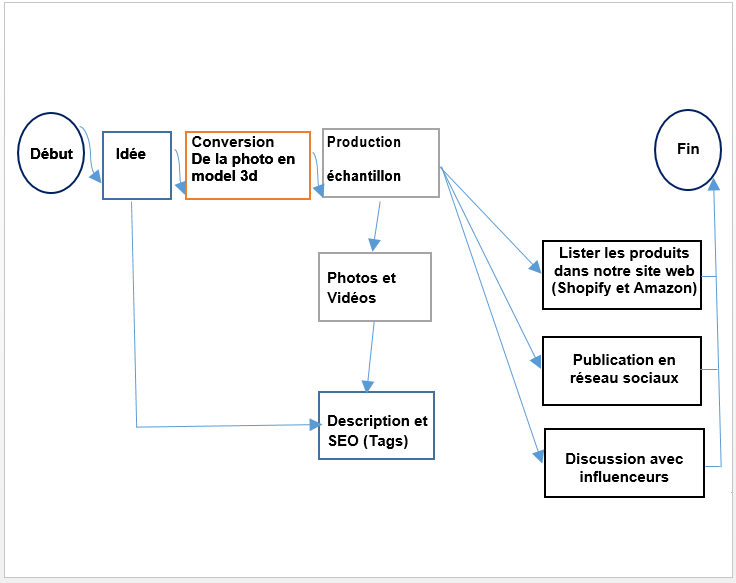 Début
Idée
Conversion
De la photo en
model 3d
Production
échantillon
Fin
Photos et
Vidéos
Description et
SEO (Tags)
Lister les produits
dans notre site web
(Shopify et Amazon)
Publication en
réseau sociaux
Discussion avec
influenceurs